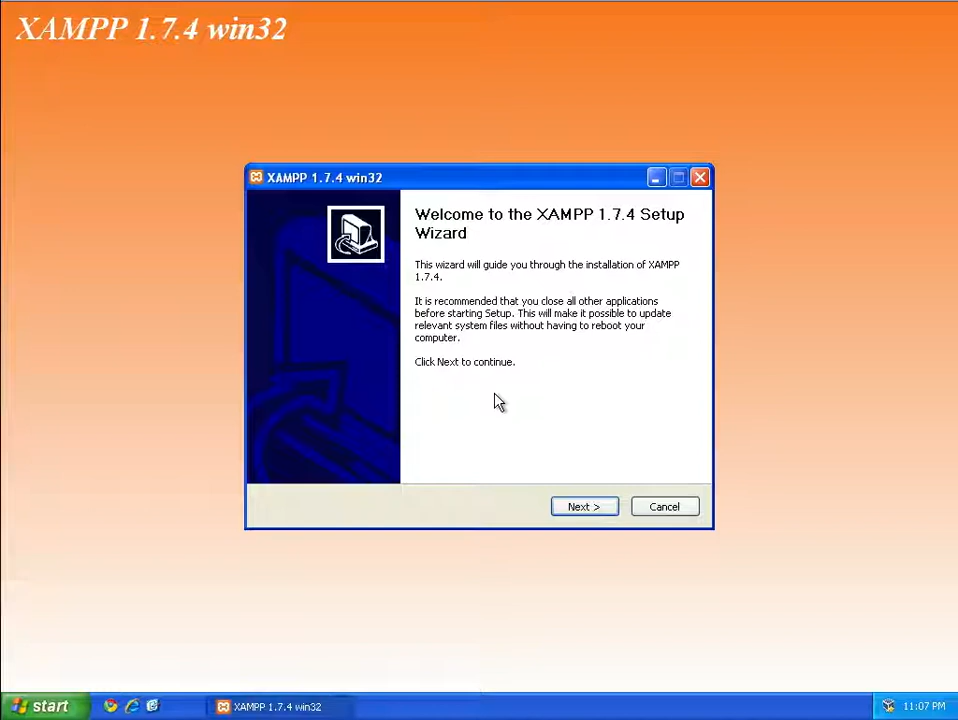 XAMPP 1.7.4 win32
XAMPP 1.7.4 win32
Welcome to the XAMPP 1.7.4 Setup
Wizard
This wizard will guide you through the installation of XAMPP
1.7.4.
It is recommended that you close all other applications
before starting Setup. This will make it possible to update
relevant system files without having to reboot your
computer.
Click Next to continue.
Next >
Cancel
start
XAMPP 1.7.4 win32
11:07 PM